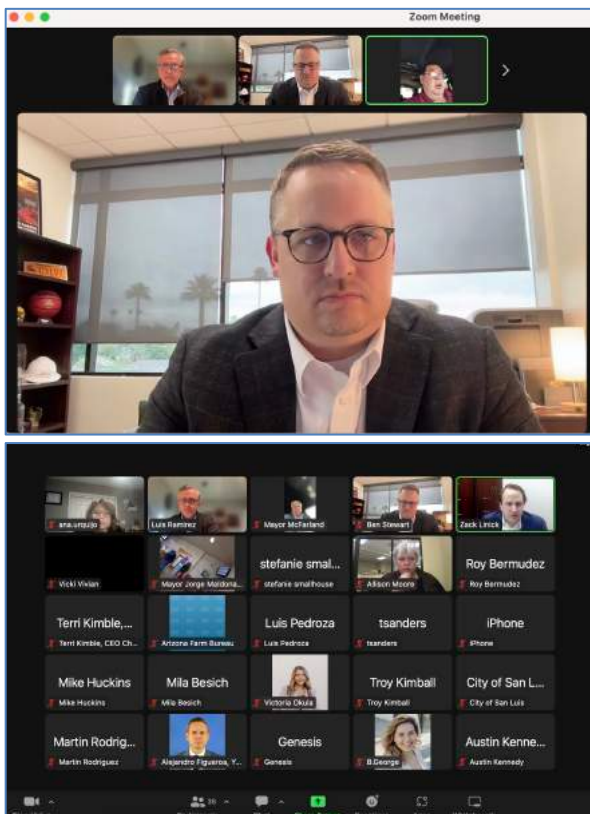 Zoom Meeting
ana.urquijo
Luis Ramirez
Mayor McFarland
Ben Stewart
Zack Linick
stefanie smal...
Roy Bermudez
Vicki Vivian
Mayor Jorge Maldona...
stefanie smallhouse
Allison Moore
Roy Bermudez
Terri Kimble,...
Luis Pedroza
tsanders
iPhone
Terri Kimble, CEO Ch...
Arizona Farm Bureau
Luis Pedroza
tsanders
iPhone
Mike Huckins
Mila Besich
Troy Kimball
City of San L...
Mike Huckins
Mila Besich
Victoria Okula
Troy Kimball
City of San Luis
Martin Rodrig...
Genesis
Austin Kenne...
Martin Rodriguez
Alejandro Figueroa, Y...
Genesis
B.George
Austin Kennedy